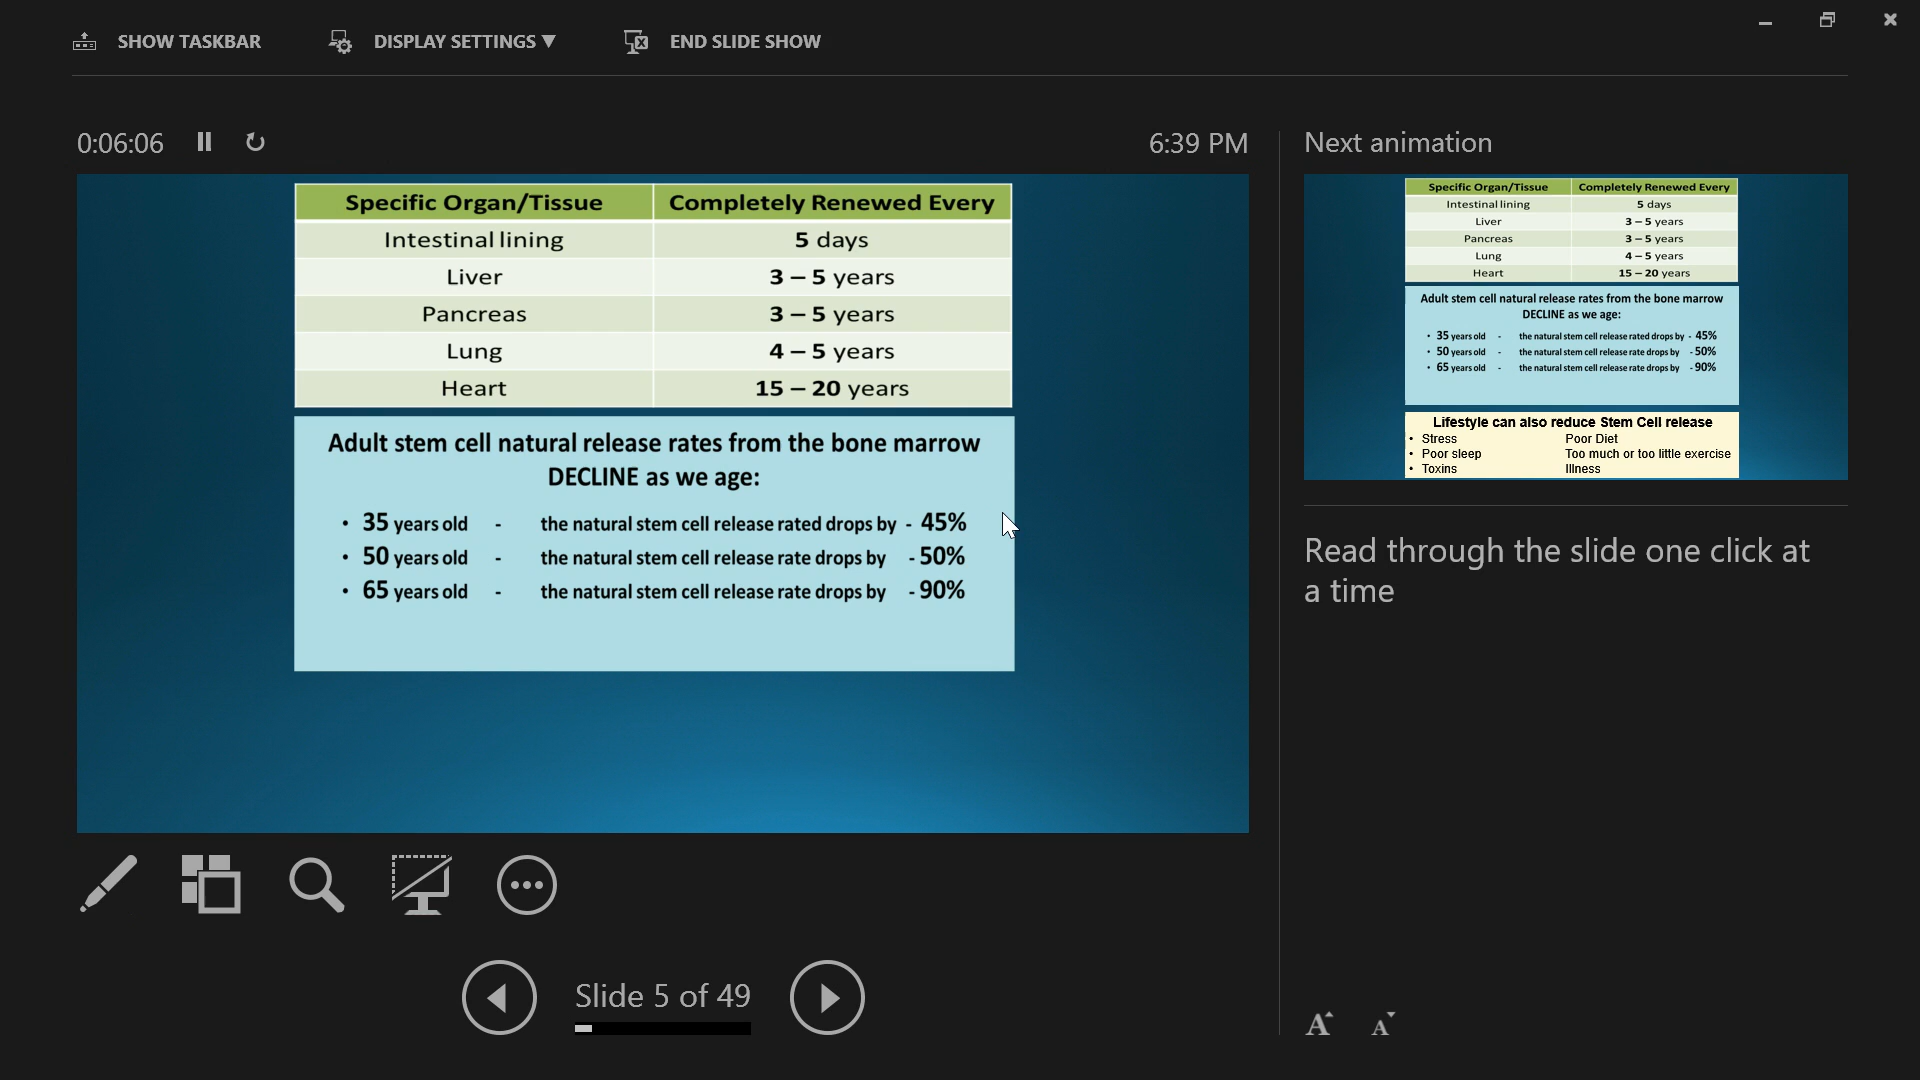 SHOW TASKBAR
DISPLAY SETTINGS ▼
END SLIDE SHOW
0:06:06
6:39 PM
Specific Organ/Tissue Completely Renewed Every
Intestinal lining 5 days
Liver 3 – 5 years
Pancreas 3 – 5 years
Lung 4 – 5 years
Heart 15 – 20 years
Adult stem cell natural release rates from the bone marrow
DECLINE as we age:
• 35 years old - the natural stem cell release rated drops by - 45%
• 50 years old - the natural stem cell release rate drops by - 50%
• 65 years old - the natural stem cell release rate drops by - 90%
Slide 5 of 49
Next animation
Specific Organ/Tissue Completely Renewed Every
Intestinal lining 5 days
Liver 3 – 5 years
Pancreas 3 – 5 years
Lung 4 – 5 years
Heart 15 – 20 years
Adult stem cell natural release rates from the bone marrow
DECLINE as we age:
• 35 years old - the natural stem cell release rated drops by - 45%
• 50 years old - the natural stem cell release rate drops by - 50%
• 65 years old - the natural stem cell release rate drops by - 90%
Lifestyle can also reduce Stem Cell release
• Stress Poor Diet
• Poor sleep Too much or too little exercise
• Toxins Illness
Read through the slide one click at
a time
A A